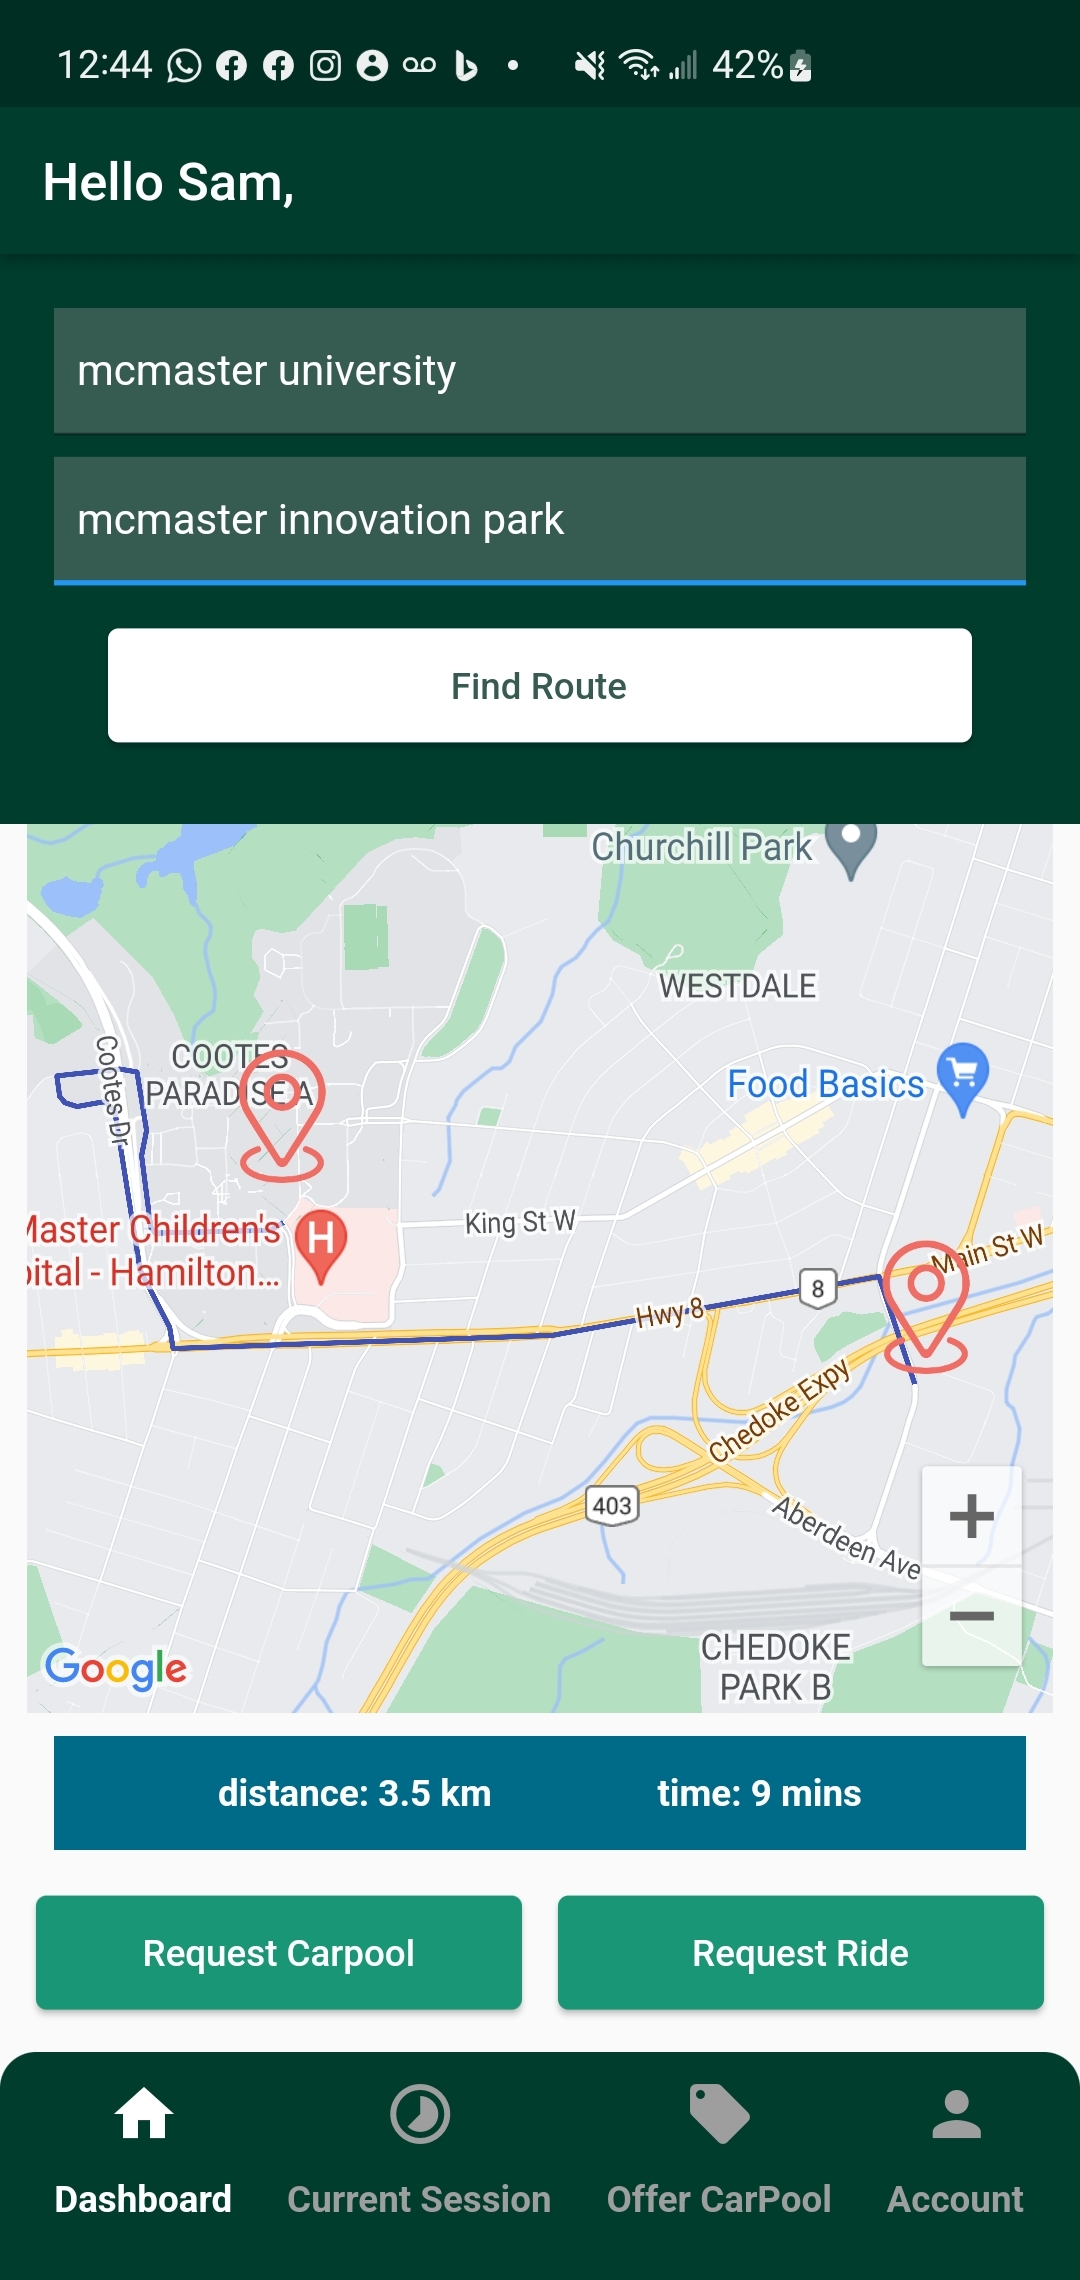 12:44
42%
Hello Sam,
mcmaster university
mcmaster innovation park
Find Route
Churchill Park
WESTDALE
Cootes Dr
COOTES
PARADISE A
Food Basics
Master Children's
pital - Hamilton...
H
King St W
Main St W
8
Hwy 8
Chedoke Expy
403
Aberdeen Ave
CHEDOKE
PARK B
Google
distance: 3.5 km
time: 9 mins
Request Carpool
Request Ride
Dashboard
Current Session
Offer CarPool
Account